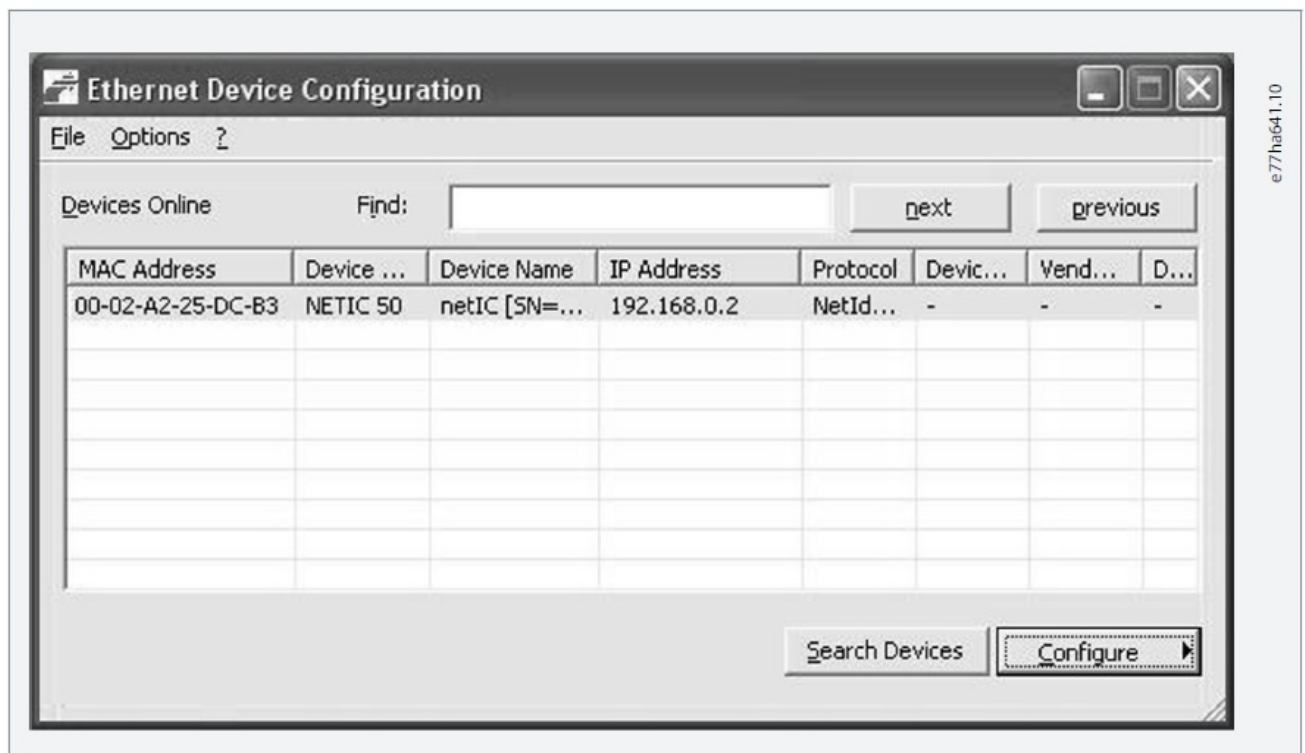 Ethernet Device Configuration
File Options ?
Devices Online Find: next previous
MAC Address Device ... Device Name IP Address Protocol Devic... Vend... D...
00-02-A2-25-DC-B3 NETIC 50 netIC [SN=... 192.168.0.2 NetId... - - -
Search Devices Configure
e77ha641.10